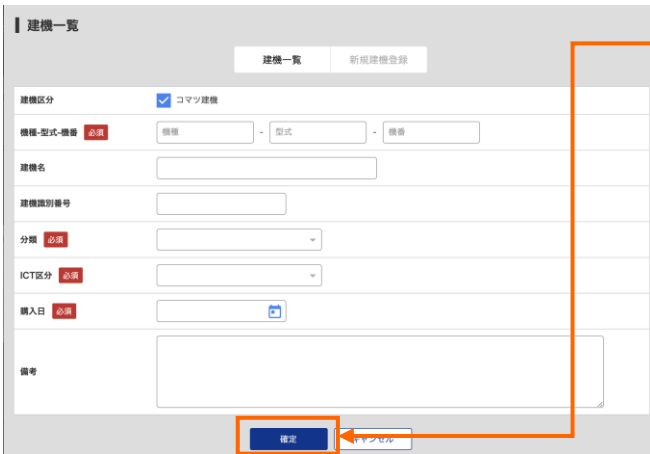 建機一覧
建機一覧 新規建機登録
建機区分 コマツ建機
機種-型式-機番 必須 機種 - 型式 - 機番
建機名
建機識別番号
分類 必須
ICT区分 必須
購入日 必須
備考
確定 キャンセル